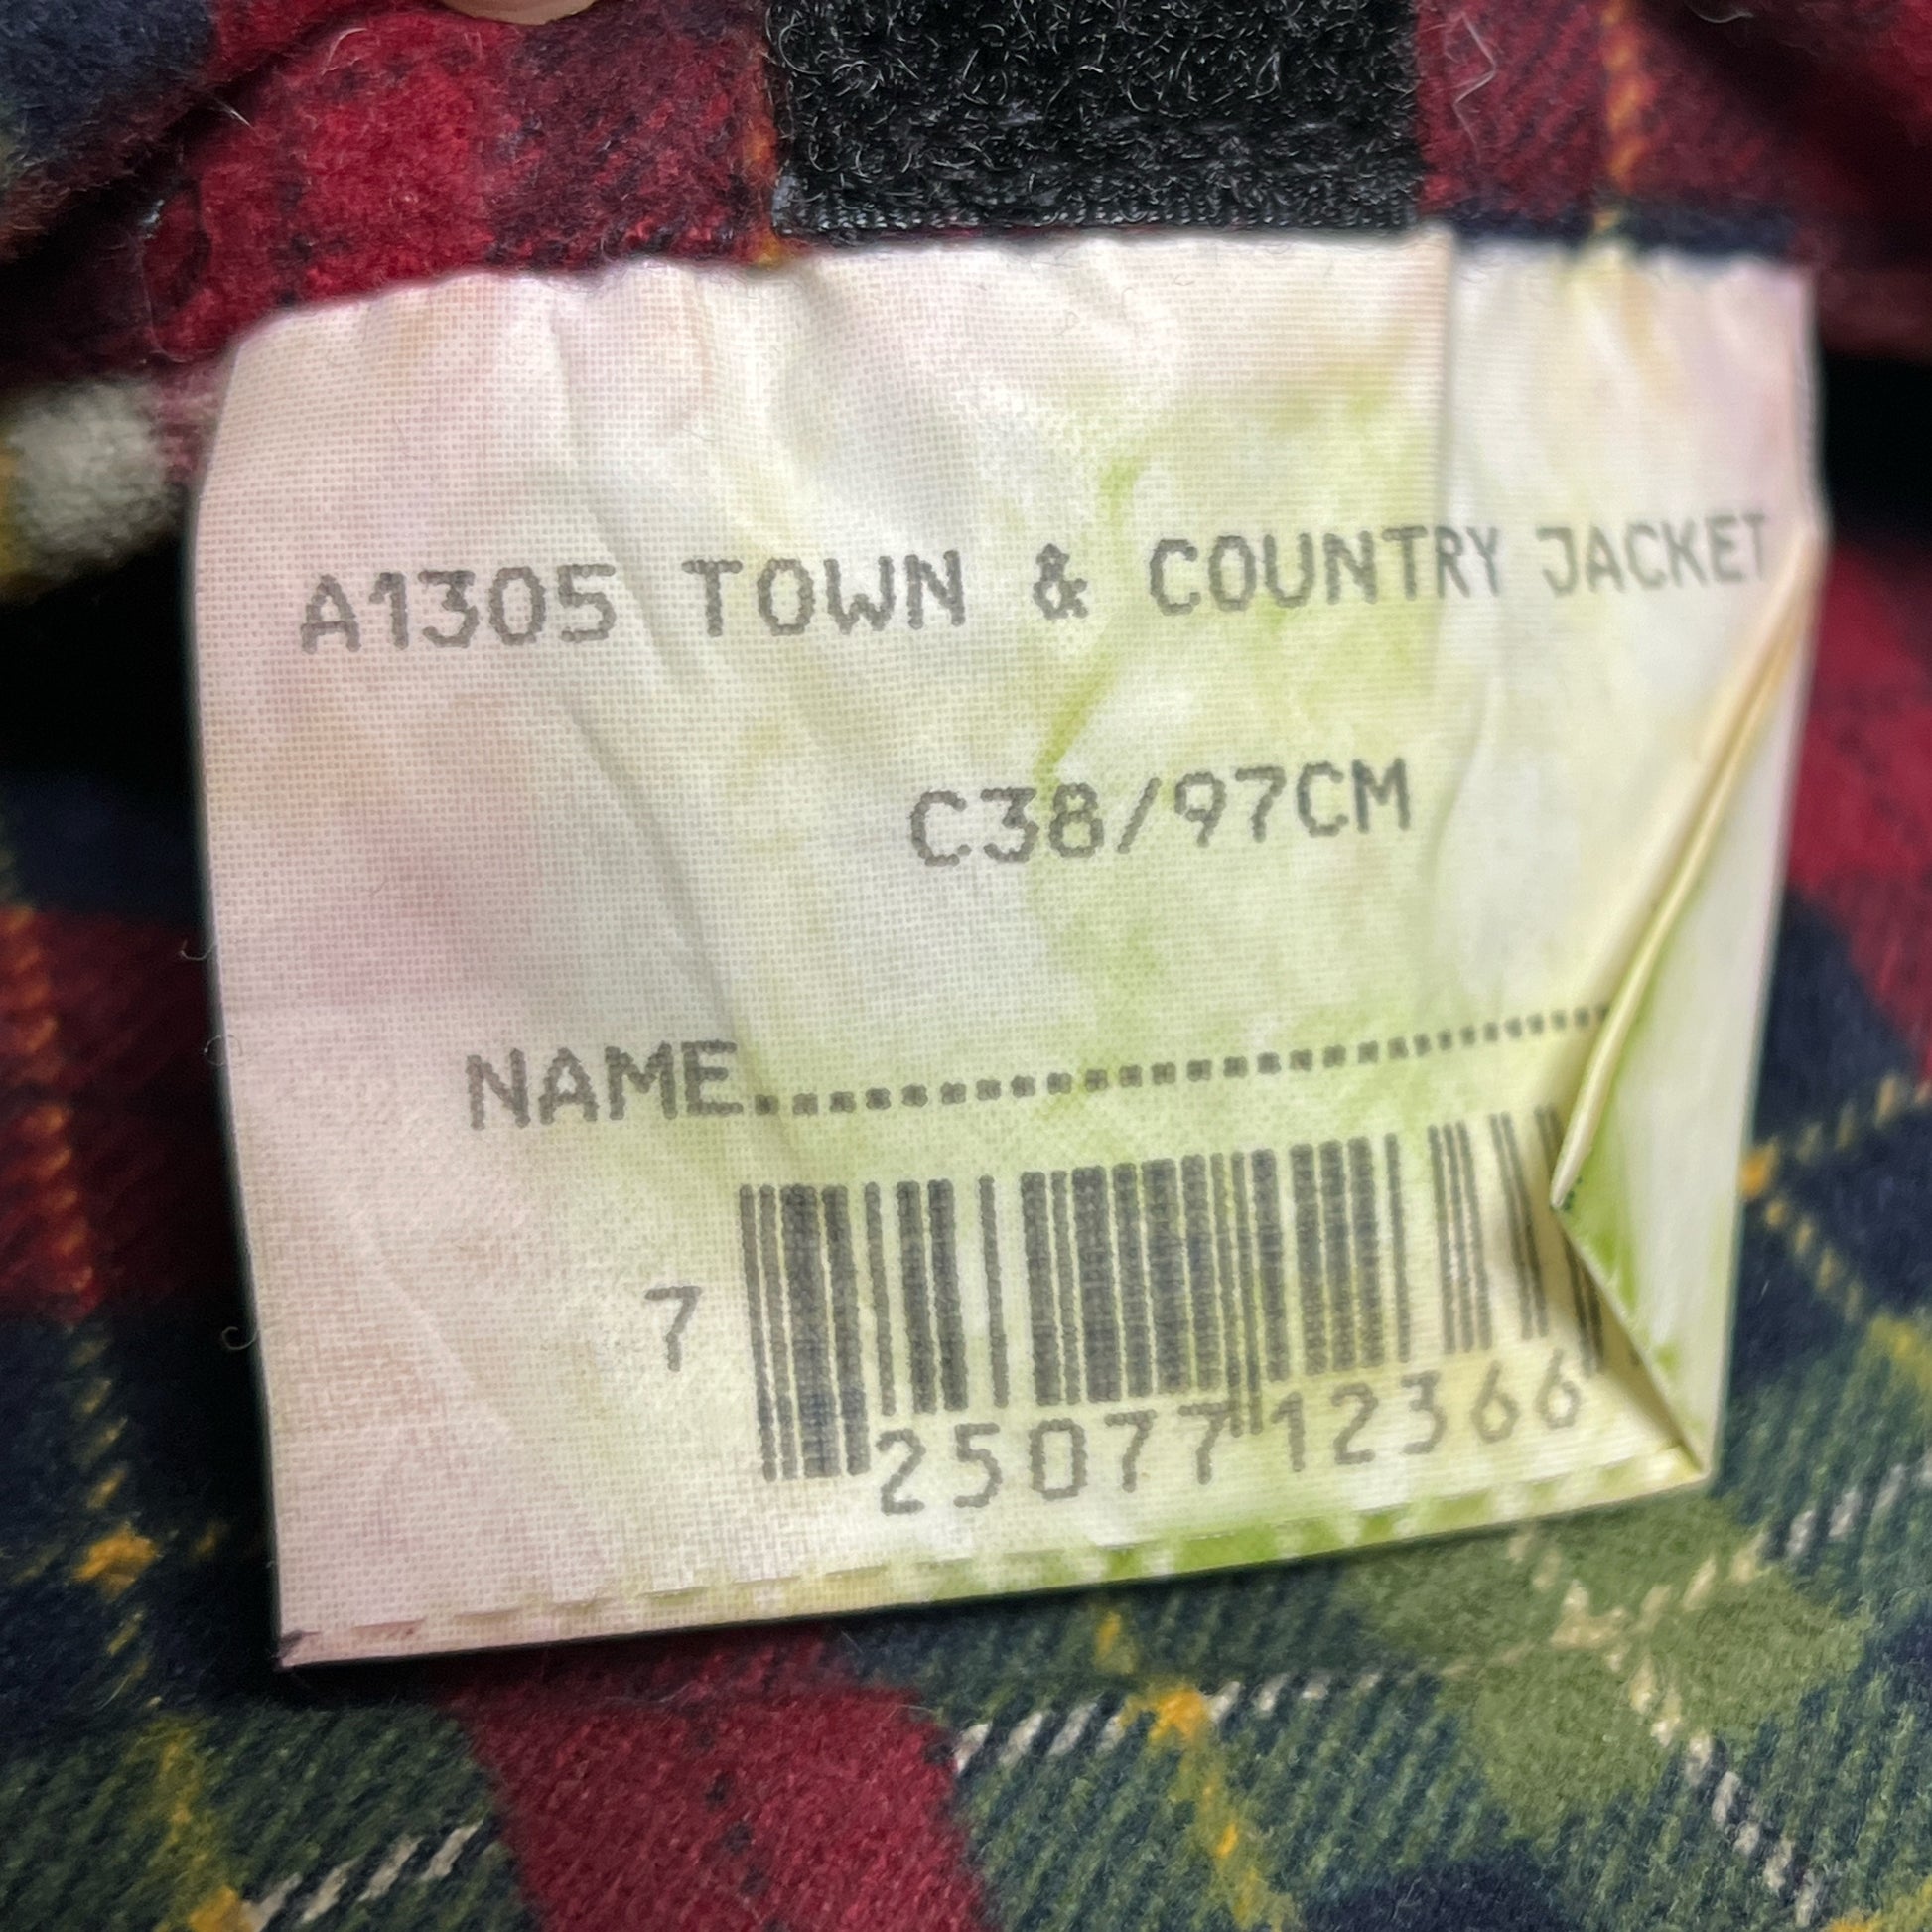 A1305 TOWN & COUNTRY JACKET
C38/97CM
NAME........................
7 25077 12366